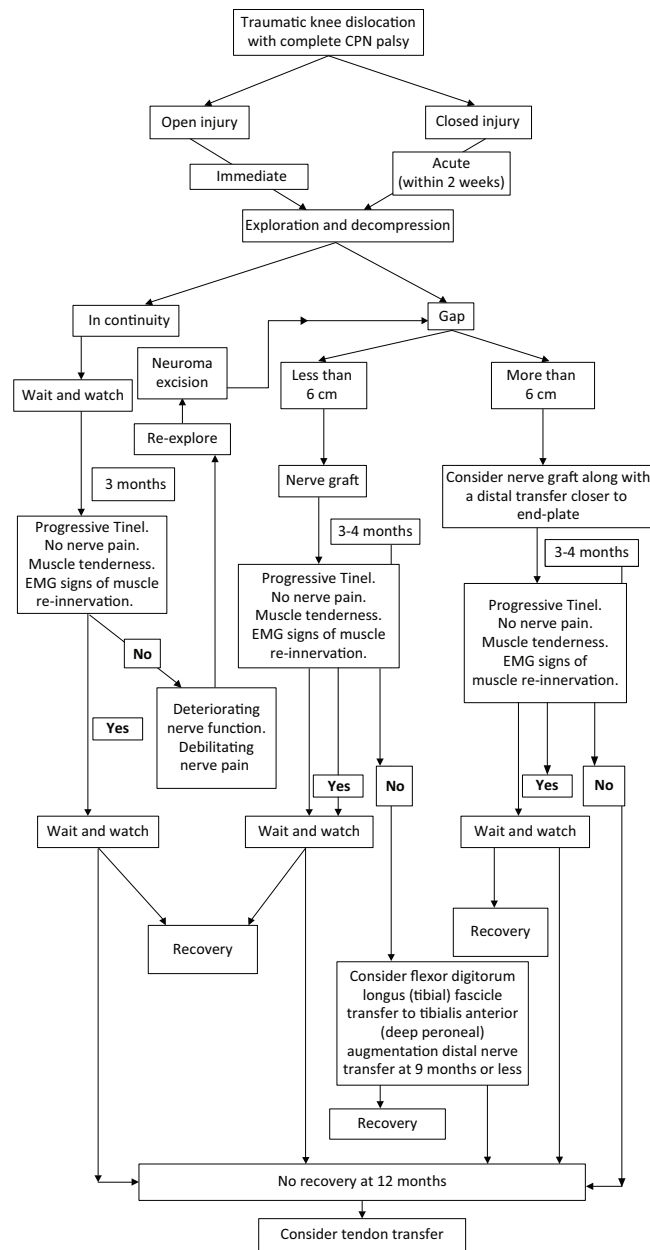 Traumatic knee dislocation
with complete CPN palsy
Open injury
Closed injury
Immediate
Acute
(within 2 weeks)
Exploration and decompression
In continuity
Gap
Neuroma
excision
Less than
6 cm
More than
6 cm
Wait and watch
Re-explore
Nerve graft
Consider nerve graft along with
a distal transfer closer to
end-plate
3 months
3-4 months
3-4 months
Progressive Tinel.
No nerve pain.
Muscle tenderness.
EMG signs of muscle
re-innervation.
Progressive Tinel.
No nerve pain.
Muscle tenderness.
EMG signs of muscle
re-innervation.
Progressive Tinel.
No nerve pain.
Muscle tenderness.
EMG signs of
muscle re-innervation.
No
Deteriorating
nerve function.
Debilitating
nerve pain
Yes
Yes
No
Yes
No
Wait and watch
Wait and watch
Wait and watch
Recovery
Recovery
Consider flexor digitorum
longus (tibial) fascicle
transfer to tibialis anterior
(deep peroneal)
augmentation distal nerve
transfer at 9 months or less
Recovery
No recovery at 12 months
Consider tendon transfer